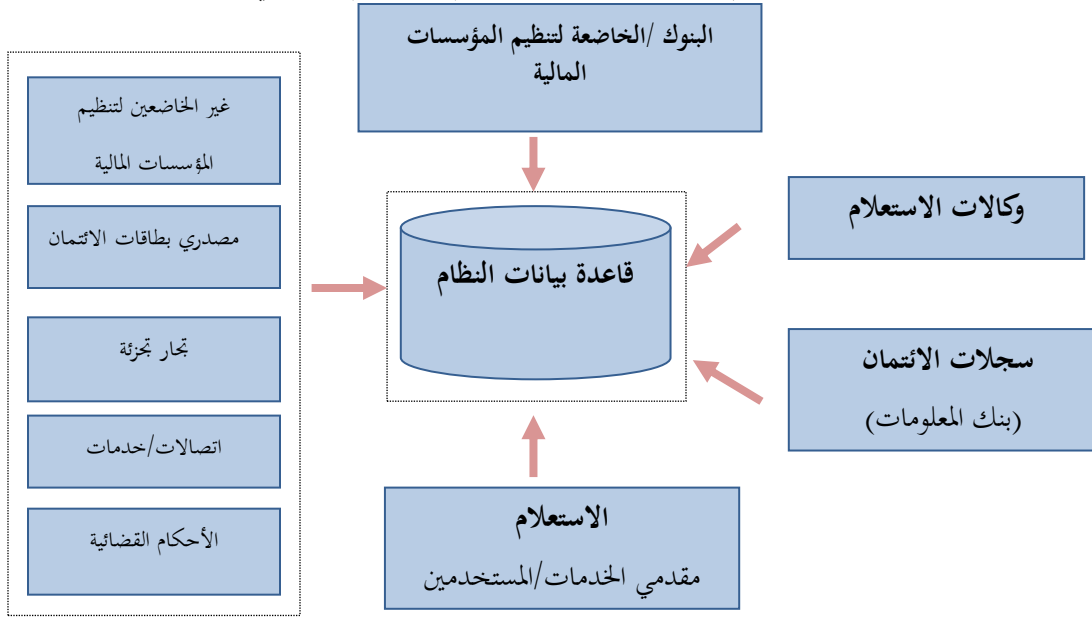 البنوك /الخاضعة لتنظيم المؤسسات
المالية
وكالات الاستعلام
سجلات الائتمان
(بنك المعلومات)
قاعدة بيانات النظام
الاستعلام
مقدمي الخدمات/المستخدمين
غير الخاضعين لتنظيم
المؤسسات المالية
مصدري بطاقات الائتمان
تجار تجزئة
اتصالات/خدمات
الأحكام القضائية